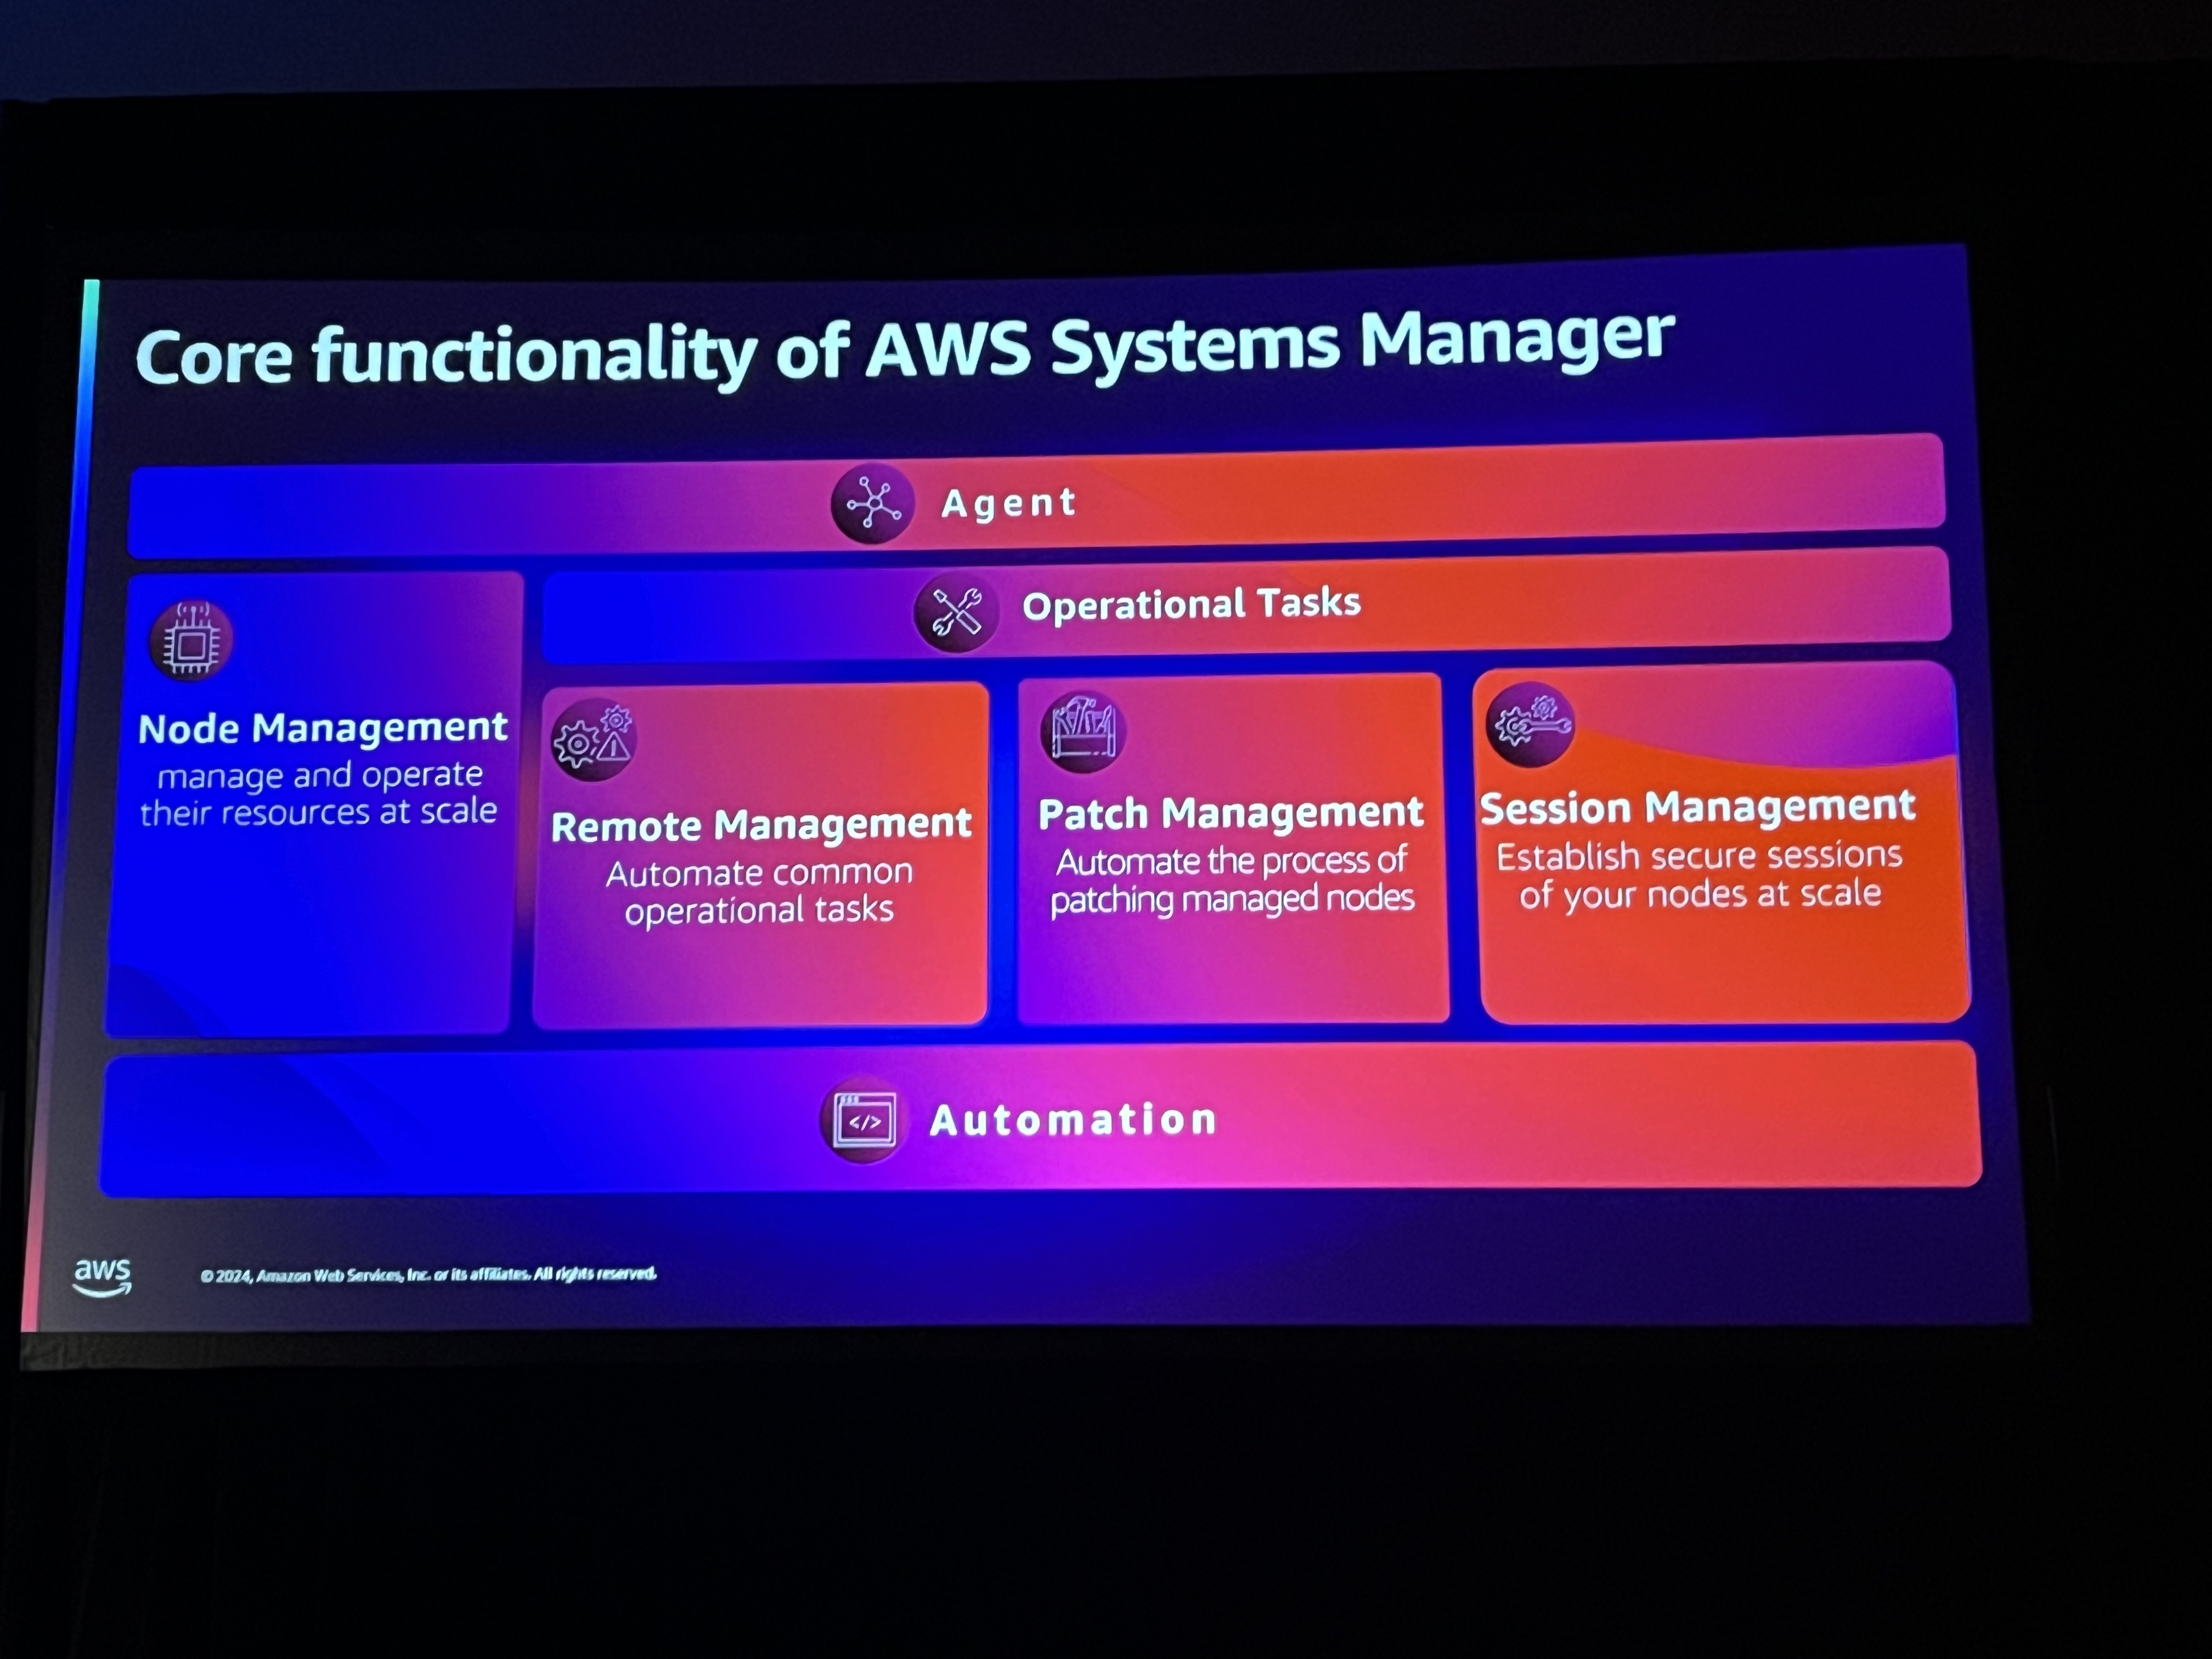 Core functionality of AWS Systems Manager
Agent
Operational Tasks
Node Management
manage and operate
their resources at scale
Remote Management
Automate common
operational tasks
Patch Management
Automate the process of
patching managed nodes
Session Management
Establish secure sessions
of your nodes at scale
</>
Automation
aws
© 2024, Amazon Web Services, Inc. or its affiliates. All rights reserved.